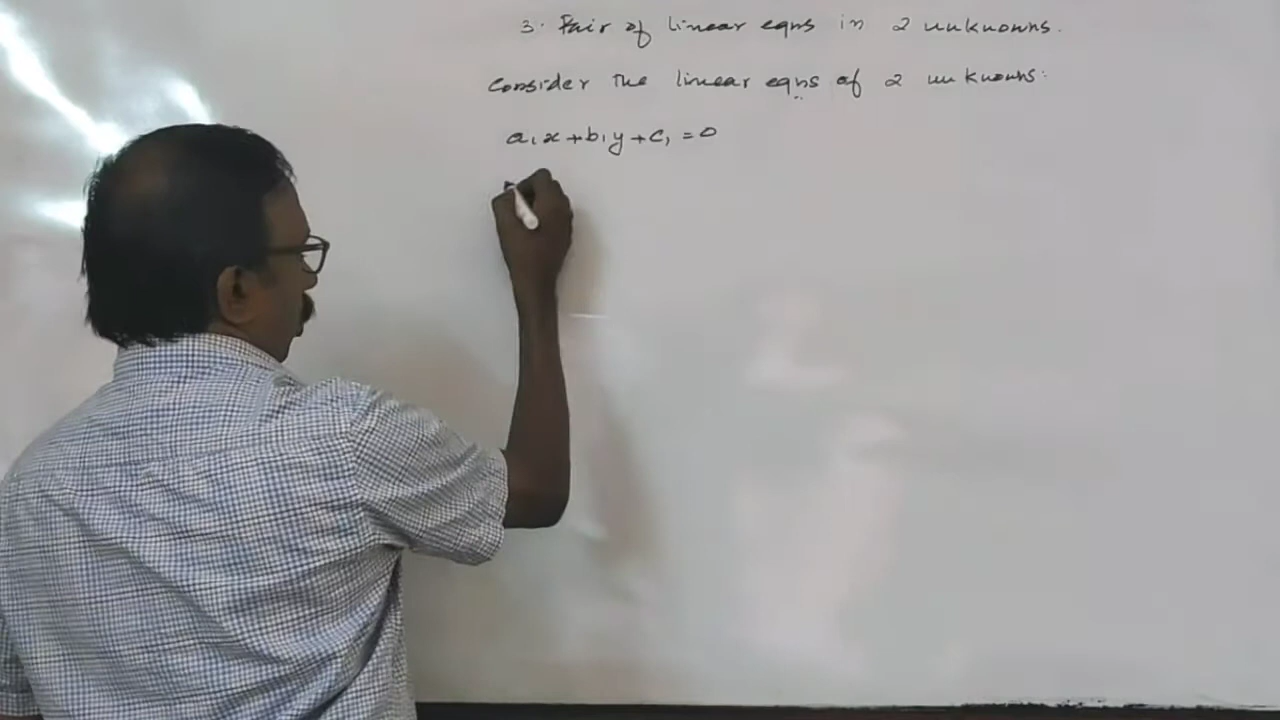 3. Pair of linear eqns in 2 unknowns.
Consider the linear eqns of 2 unknowns:
a₁x + b₁y + c₁ = 0